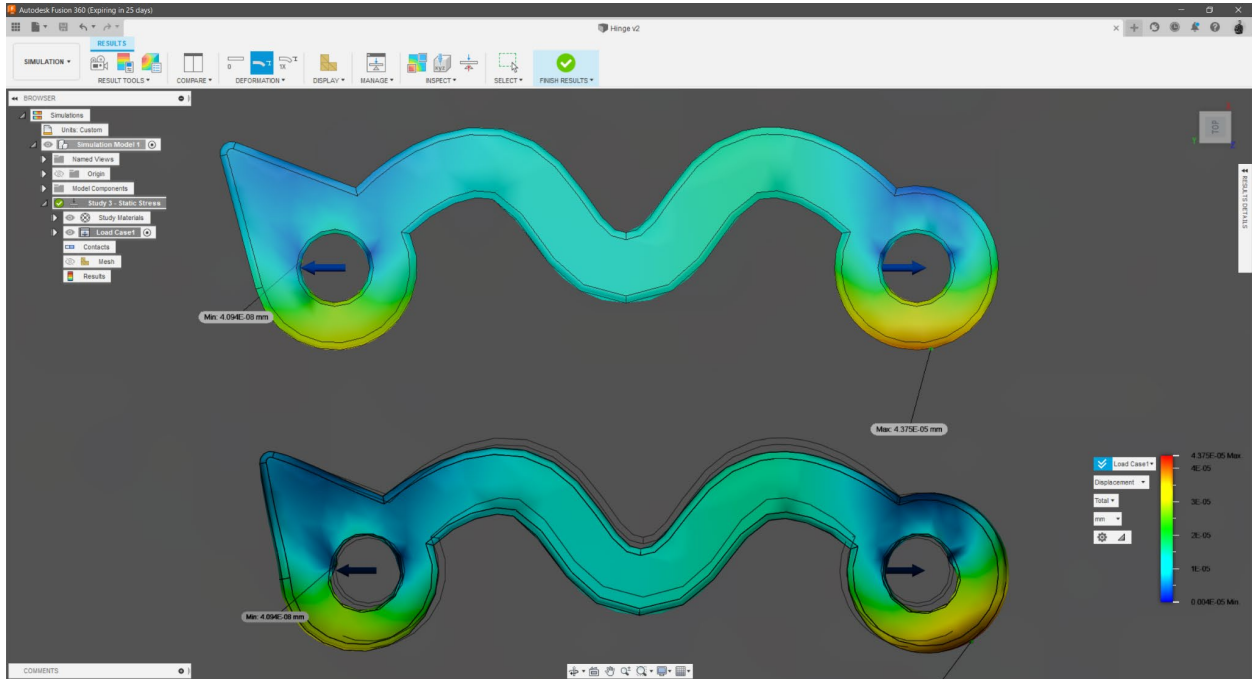 Autodesk Fusion 360 (Expiring in 25 days)
Hinge v2
RESULTS
SIMULATION
RESULT TOOLS
COMPARE
0
1X
DEFORMATION
DISPLAY
MANAGE
INSPECT
SELECT
FINISH RESULTS
BROWSER
Simulations
Units: Custom
Simulation Model 1
Named Views
Origin
Model Components
Study 3 - Static Stress
Study Materials
Load Case1
Contacts
Mesh
Results
TOP
RESULTS DETAILS
Min: 4.094E-08 mm
Max: 4.375E-05 mm
Min: 4.094E-08 mm
Load Case1
Displacement
Total
mm
4.375E-05 Max.
4E-05
3E-05
2E-05
1E-05
0.004E-05 Min.
COMMENTS